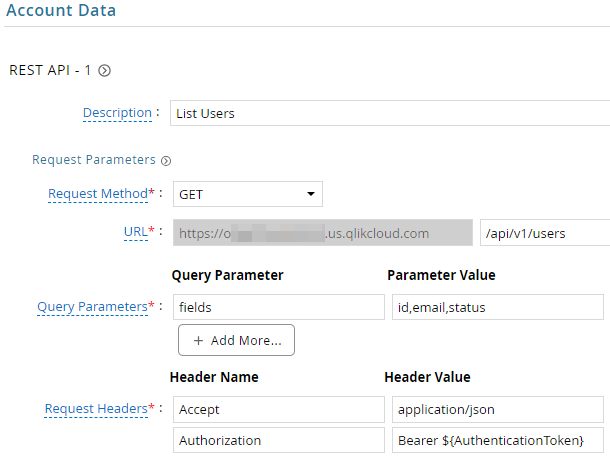 Account Data
REST API - 1
Description : List Users
Request Parameters
Request Method* : GET
URL* : https://o .us.qlikcloud.com /api/v1/users
Query Parameter Parameter Value
Query Parameters* : fields id,email,status
+ Add More...
Header Name Header Value
Request Headers* : Accept application/json
Authorization Bearer ${AuthenticationToken}